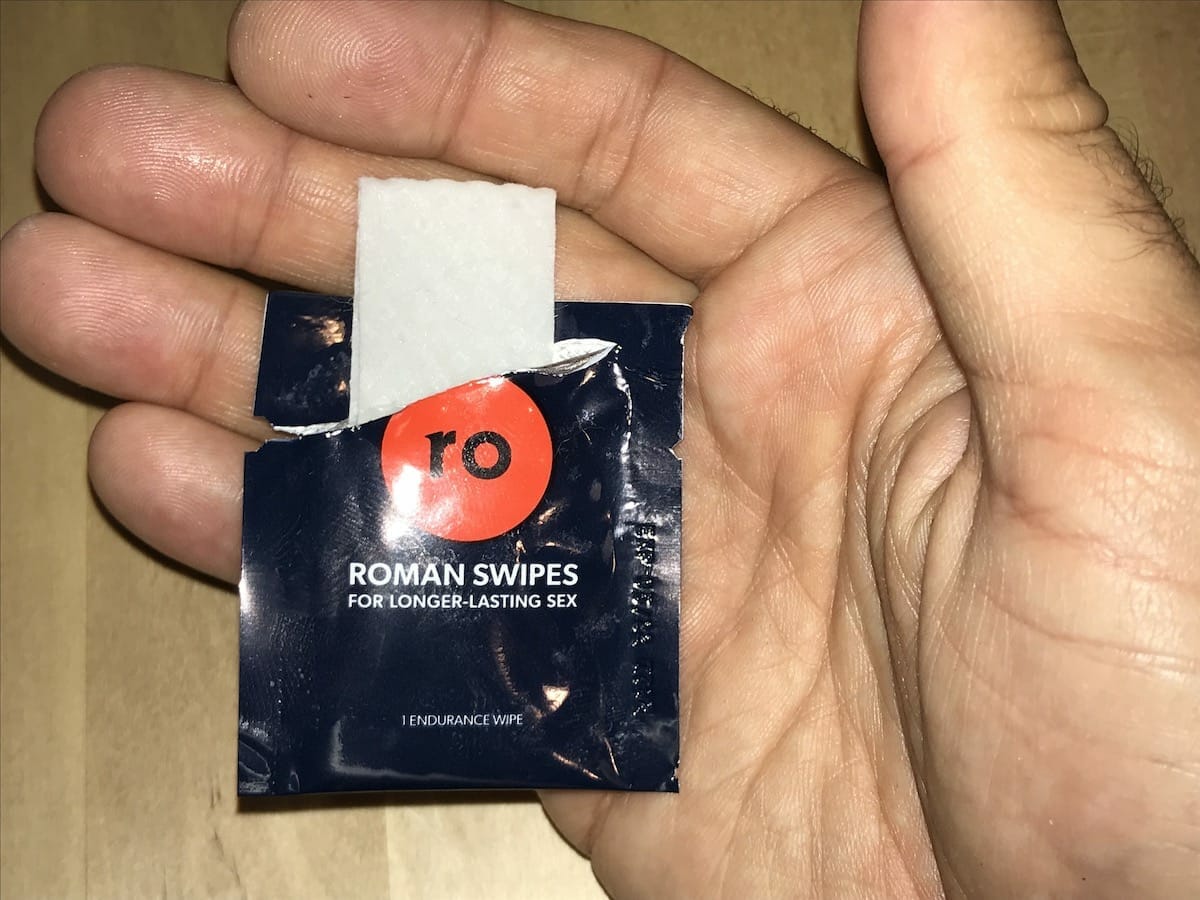 ro
ROMAN SWIPES
FOR LONGER-LASTING SEX
1 ENDURANCE WIPE